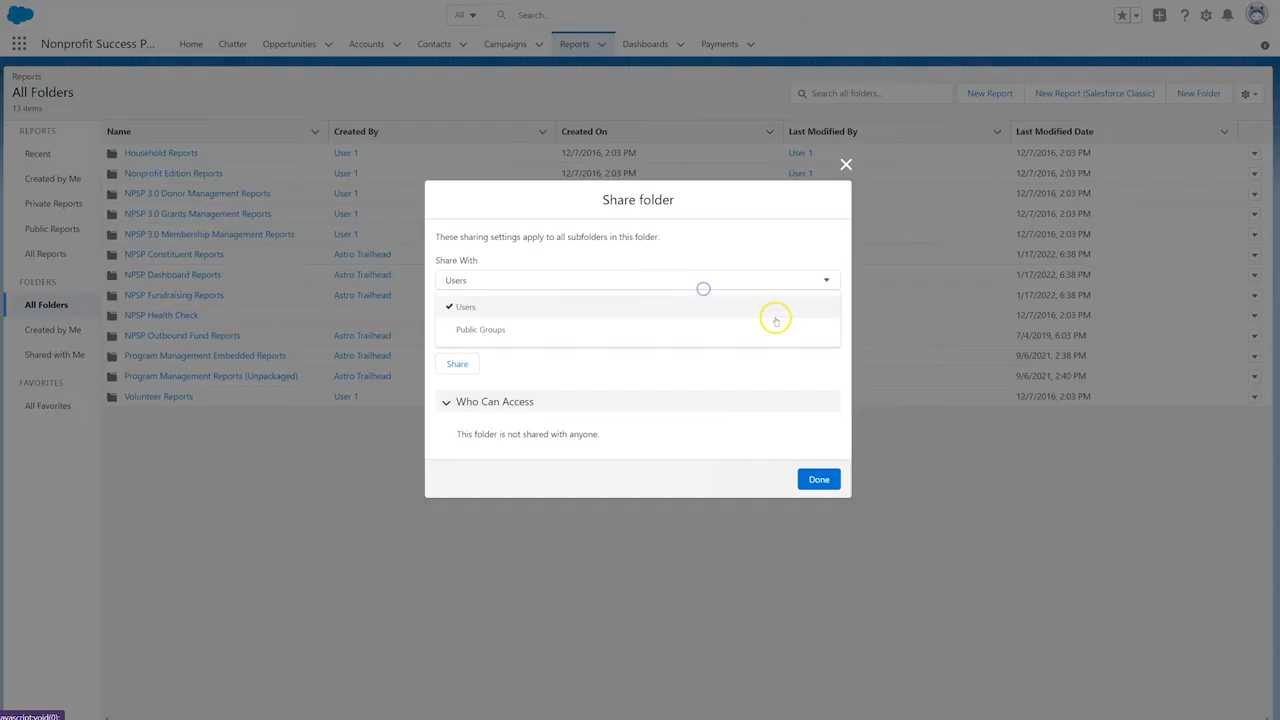 All
Search...
Nonprofit Success P...
Home
Chatter
Opportunities
Accounts
Contacts
Campaigns
Reports
Dashboards
Payments
Reports
All Folders
13 items
Search all folders...
New Report
New Report (Salesforce Classic)
New Folder
REPORTS
Recent
Created by Me
Private Reports
Public Reports
All Reports
FOLDERS
All Folders
Created by Me
Shared with Me
FAVORITES
All Favorites
Name Created By Created On Last Modified By Last Modified Date
Household Reports User 1 12/7/2016, 2:03 PM User 1 12/7/2016, 2:03 PM
Nonprofit Edition Reports User 1 12/7/2016, 2:03 PM User 1 12/7/2016, 2:03 PM
NPSP 3.0 Donor Management Reports User 1 12/7/2016, 2:03 PM
NPSP 3.0 Grants Management Reports User 1 12/7/2016, 2:03 PM
NPSP 3.0 Membership Management Reports User 1 12/7/2016, 2:03 PM
NPSP Constituent Reports Astro Trailhead 1/17/2022, 6:38 PM
NPSP Dashboard Reports Astro Trailhead 1/17/2022, 6:38 PM
NPSP Fundraising Reports Astro Trailhead 1/17/2022, 6:38 PM
NPSP Health Check User 1 12/7/2016, 2:03 PM
NPSP Outbound Fund Reports Astro Trailhead 7/4/2019, 6:03 PM
Program Management Embedded Reports Astro Trailhead 9/6/2021, 2:38 PM
Program Management Reports (Unpackaged) Astro Trailhead 9/6/2021, 2:40 PM
Volunteer Reports User 1 12/7/2016, 2:03 PM
Share folder
These sharing settings apply to all subfolders in this folder.
Share With
Users
Users
Public Groups
Share
Who Can Access
This folder is not shared with anyone.
Done
avascript:void(0);